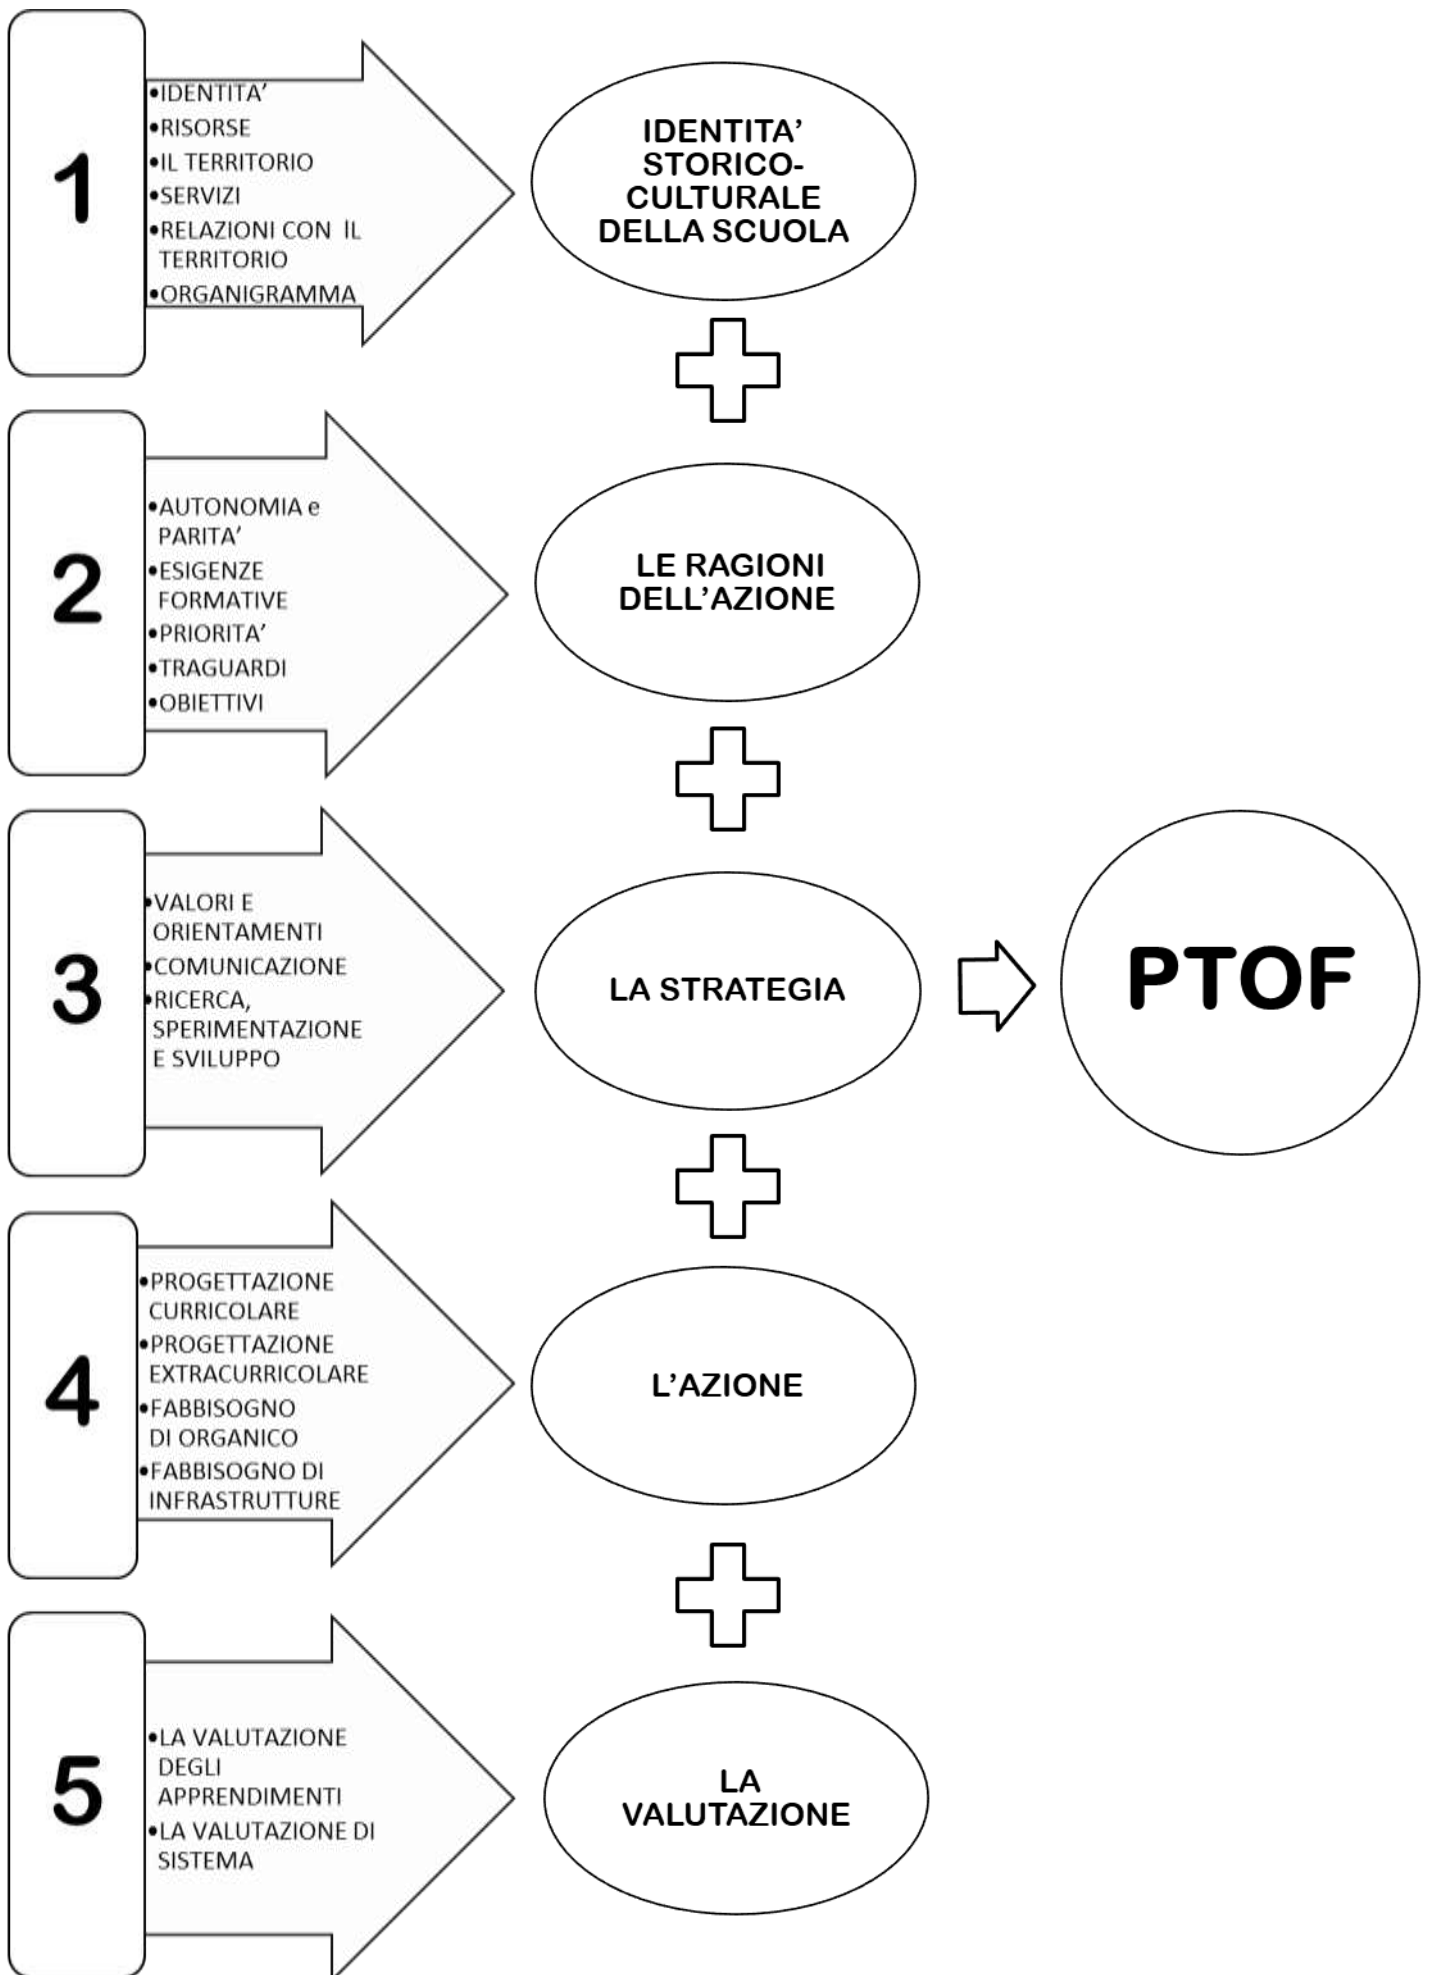 1
•IDENTITA’
•RISORSE
•IL TERRITORIO
•SERVIZI
•RELAZIONI CON IL
TERRITORIO
•ORGANIGRAMMA
IDENTITA’
STORICO-
CULTURALE
DELLA SCUOLA
2
•AUTONOMIA e
PARITA’
•ESIGENZE
FORMATIVE
•PRIORITA’
•TRAGUARDI
•OBIETTIVI
LE RAGIONI
DELL’AZIONE
3
•VALORI E
ORIENTAMENTI
•COMUNICAZIONE
•RICERCA,
SPERIMENTAZIONE
E SVILUPPO
LA STRATEGIA
PTOF
4
•PROGETTAZIONE
CURRICOLARE
•PROGETTAZIONE
EXTRACURRICOLARE
•FABBISOGNO
DI ORGANICO
•FABBISOGNO DI
INFRASTRUTTURE
L’AZIONE
5
•LA VALUTAZIONE
DEGLI
APPRENDIMENTI
•LA VALUTAZIONE DI
SISTEMA
LA
VALUTAZIONE